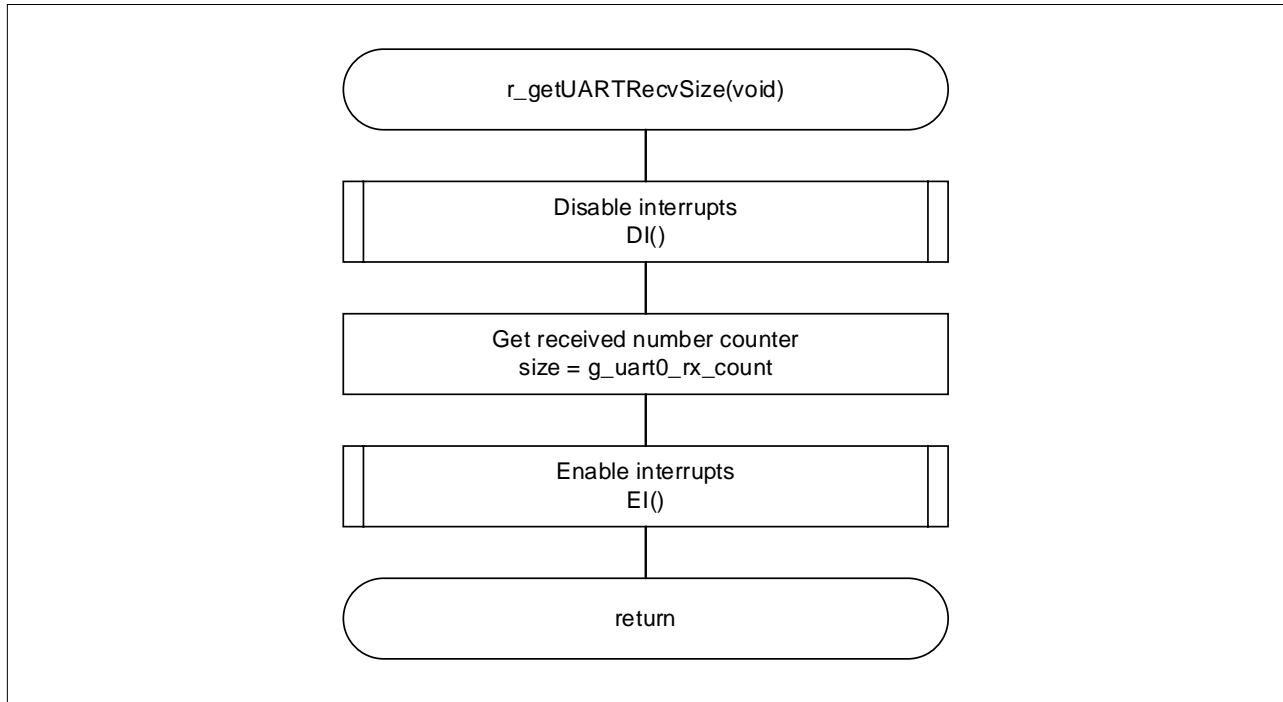 r_getUARTRecvSize(void)
Disable interrupts
DI()
Get received number counter
size = g_uart0_rx_count
Enable interrupts
EI()
return